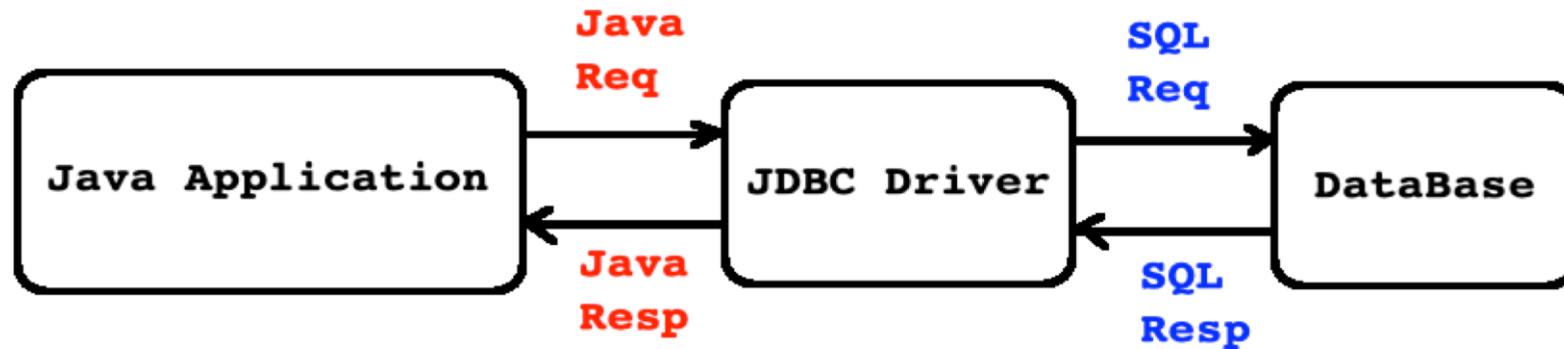 Java
Req
SQL
Req
Java Application
JDBC Driver
DataBase
Java
Resp
SQL
Resp